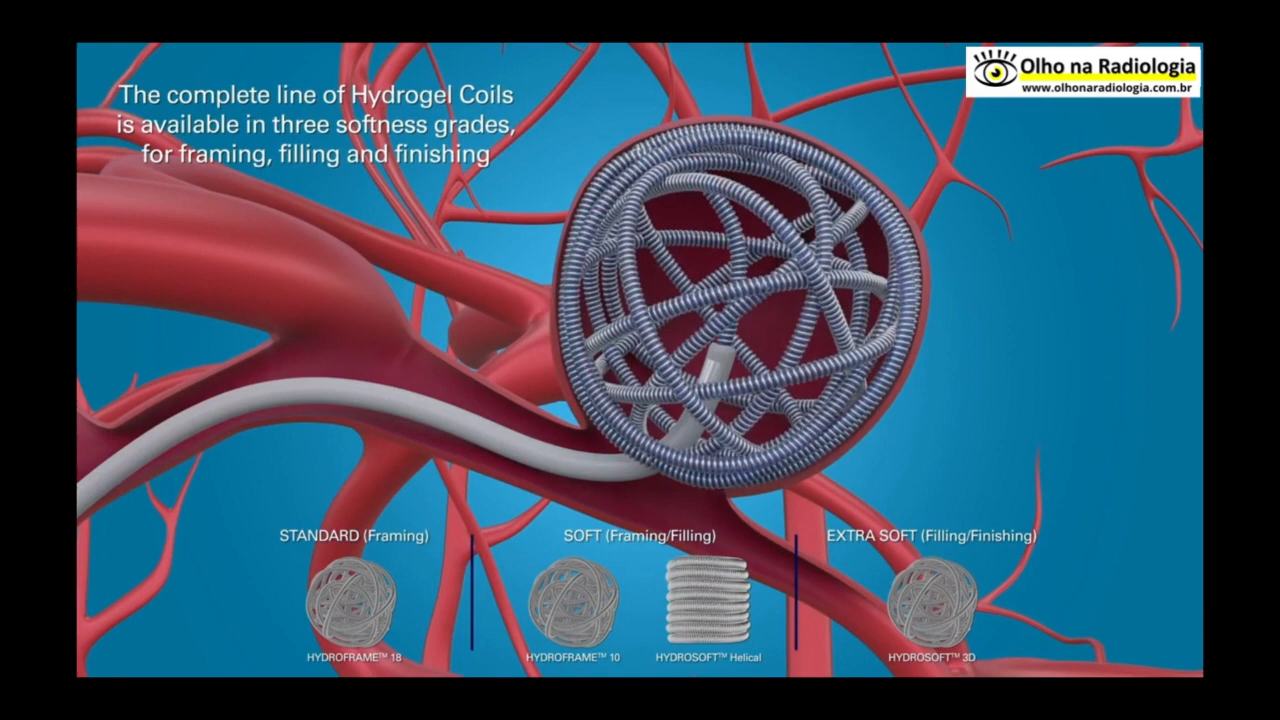 The complete line of Hydrogel Coils
is available in three softness grades,
for framing, filling and finishing
Olho na Radiologia
www.olhonaradiologia.com.br
STANDARD (Framing)
SOFT (Framing/Filling)
EXTRA SOFT (Filling/Finishing)
HYDROFRAME™ 18
HYDROFRAME™ 10
HYDROSOFT™ Helical
HYDROSOFT™ 3D